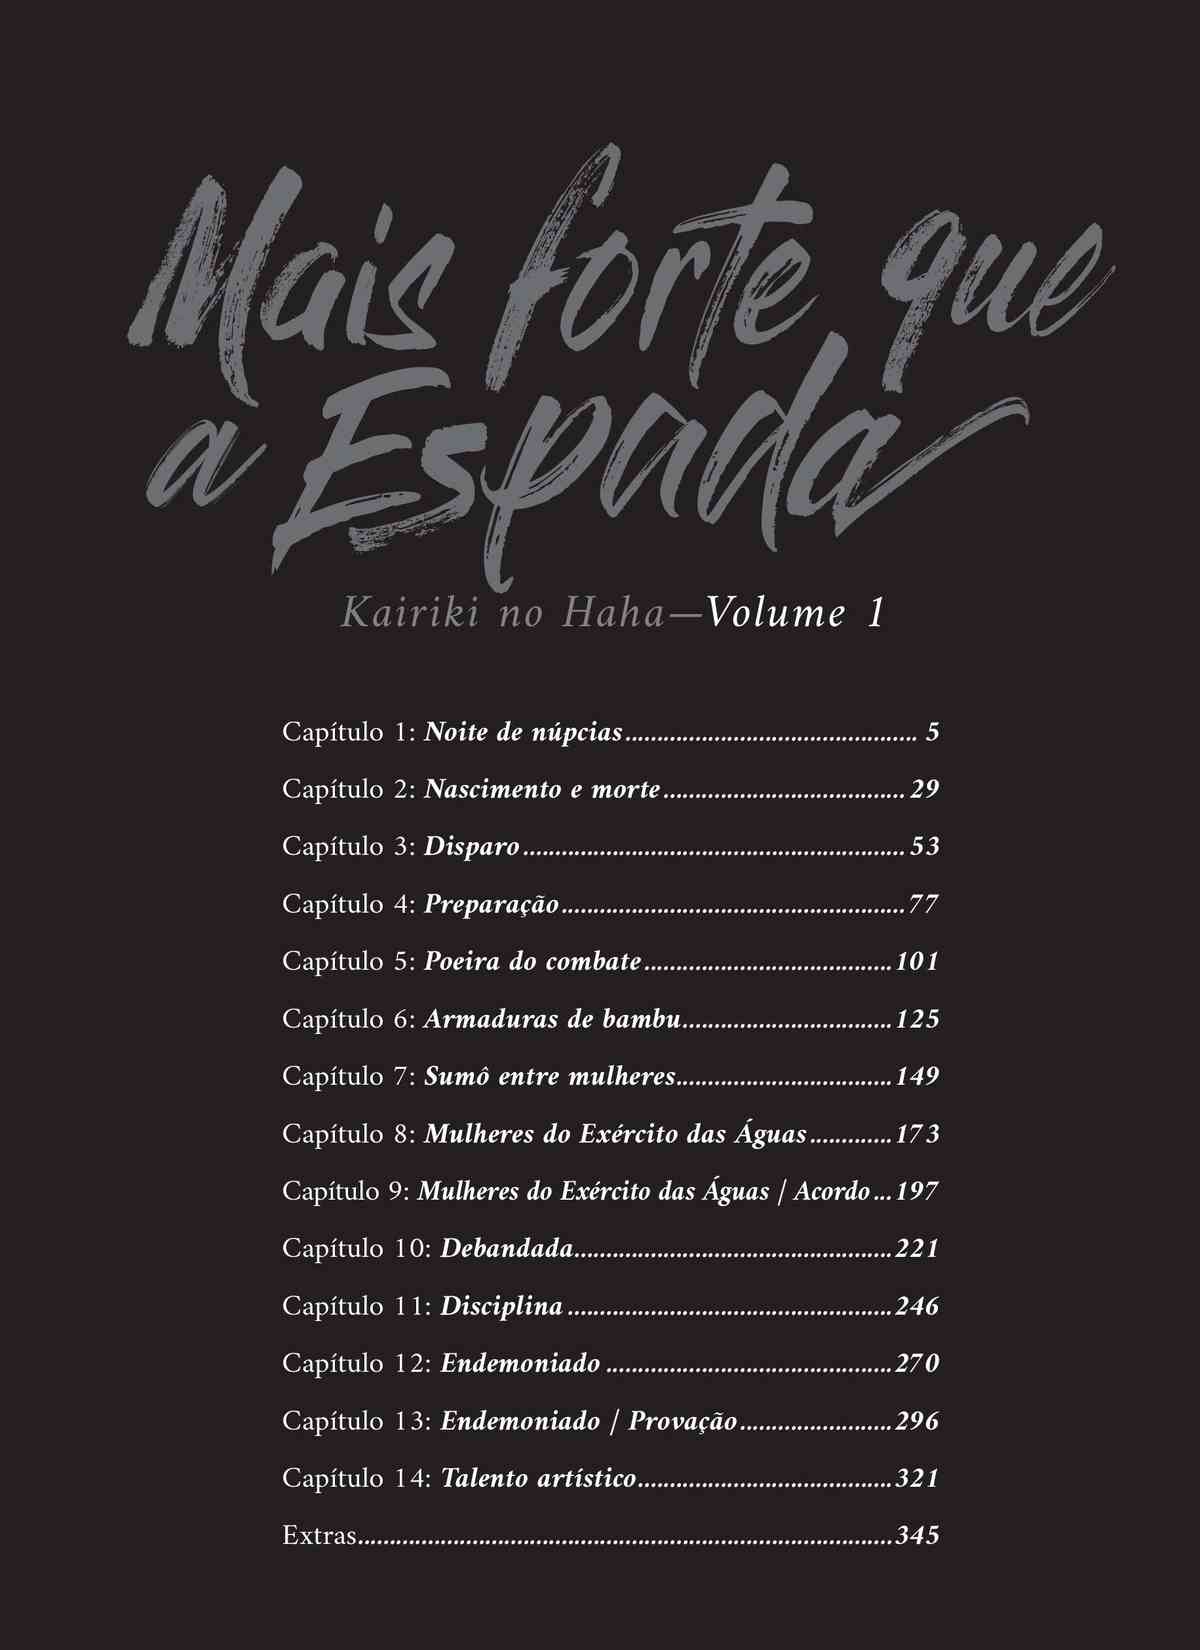 Mais forte que
a Espada
Kairiki no Haha—Volume 1
Capítulo 1: Noite de núpcias.............................................. 5
Capítulo 2: Nascimento e morte...................................... 29
Capítulo 3: Disparo............................................................ 53
Capítulo 4: Preparação......................................................77
Capítulo 5: Poeira do combate.......................................101
Capítulo 6: Armaduras de bambu.................................125
Capítulo 7: Sumô entre mulheres..................................149
Capítulo 8: Mulheres do Exército das Águas.............173
Capítulo 9: Mulheres do Exército das Águas / Acordo...197
Capítulo 10: Debandada..................................................221
Capítulo 11: Disciplina...................................................246
Capítulo 12: Endemoniado.............................................270
Capítulo 13: Endemoniado / Provação........................296
Capítulo 14: Talento artístico........................................321
Extras....................................................................................345